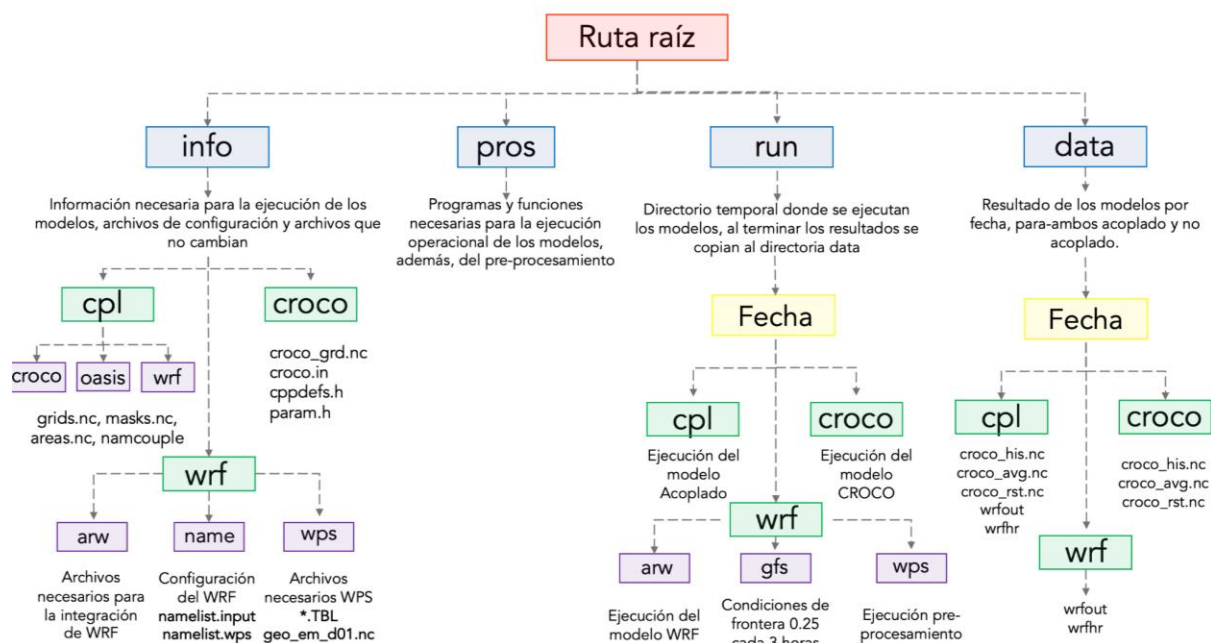 Ruta raíz
info
pros
run
data
Información necesaria para la ejecución de los
modelos, archivos de configuración y archivos que
no cambian
Programas y funciones
necesarias para la ejecución
operacional de los modelos,
además, del pre-procesamiento
Directorio temporal donde se ejecutan
los modelos, al terminar los resultados se
copian al directoria data
Resultado de los modelos por
fecha, para-ambos acoplado y no
acoplado.
cpl
croco
croco
oasis
wrf
grids.nc, masks.nc,
areas.nc, namcouple
croco_grd.nc
croco.in
cppdefs.h
param.h
wrf
arw
name
wps
Archivos
necesarios para
la integración
de WRF
Configuración
del WRF
namelist.input
namelist.wps
Archivos
necesarios WPS
*.TBL
geo_em_d01.nc
Fecha
cpl
croco
Ejecución del
modelo
Acoplado
Ejecución del
modelo
CROCO
wrf
arw
gfs
wps
Ejecución del
modelo WRF
Condiciones de
frontera 0.25
cada 3 horas
Ejecución pre-
procesamiento
Fecha
cpl
croco
croco_his.nc
croco_avg.nc
croco_rst.nc
wrfout
wrfhr
croco_his.nc
croco_avg.nc
croco_rst.nc
wrf
wrfout
wrfhr